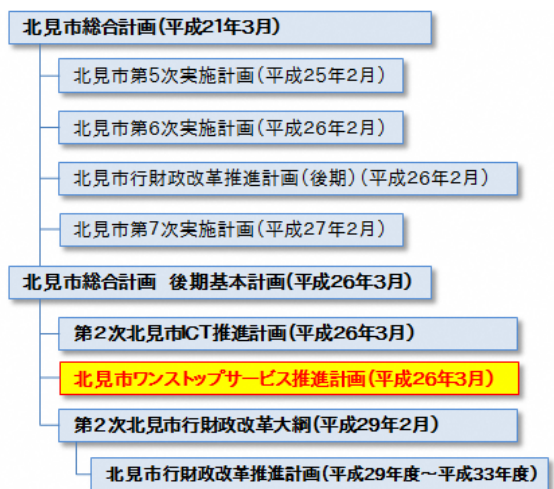 北見市総合計画(平成21年3月)
北見市第5次実施計画(平成25年2月)
北見市第6次実施計画(平成26年2月)
北見市行財政改革推進計画(後期)(平成26年2月)
北見市第7次実施計画(平成27年2月)
北見市総合計画 後期基本計画(平成26年3月)
第2次北見市ICT推進計画(平成26年3月)
北見市ワンストップサービス推進計画(平成26年3月)
第2次北見市行財政改革大綱(平成29年2月)
北見市行財政改革推進計画(平成29年度~平成33年度)